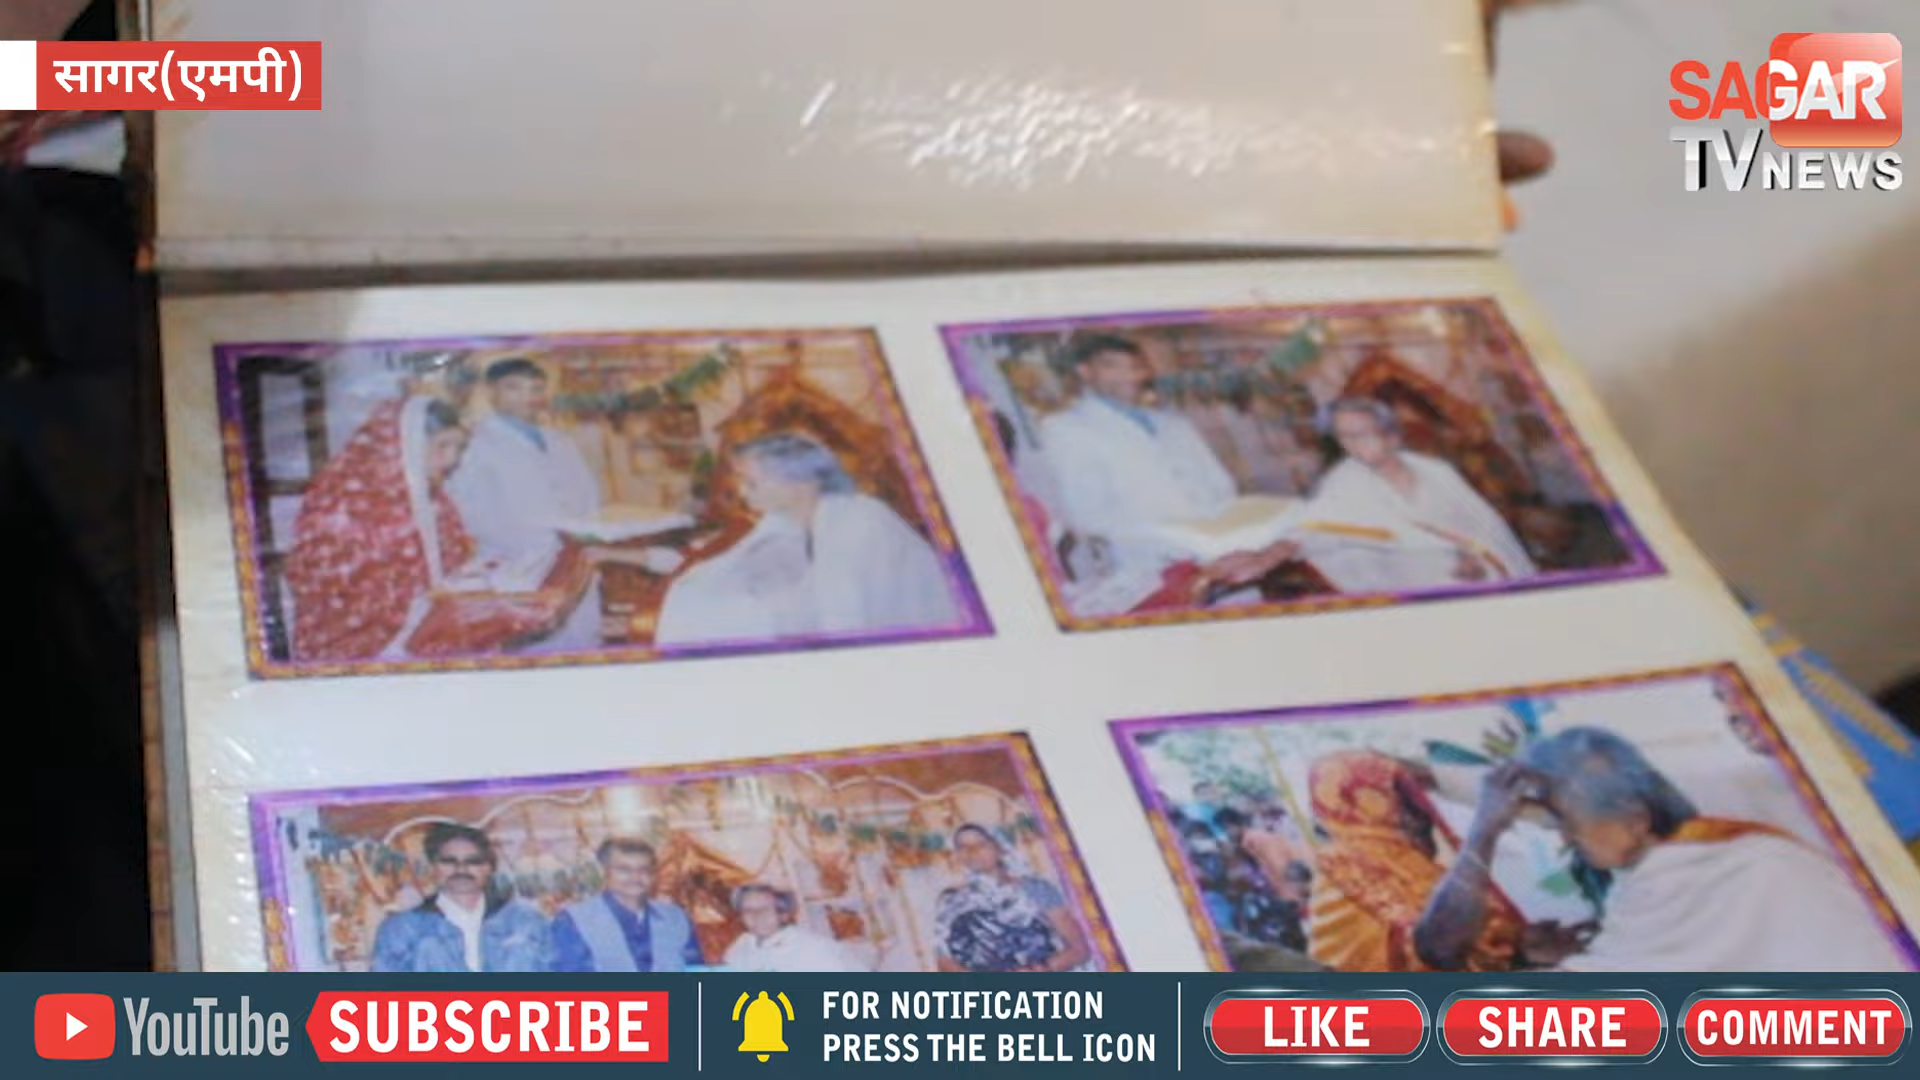 सागर(एमपी)
SAGAR
TV NEWS
YouTube
SUBSCRIBE
FOR NOTIFICATION
PRESS THE BELL ICON
LIKE
SHARE
COMMENT